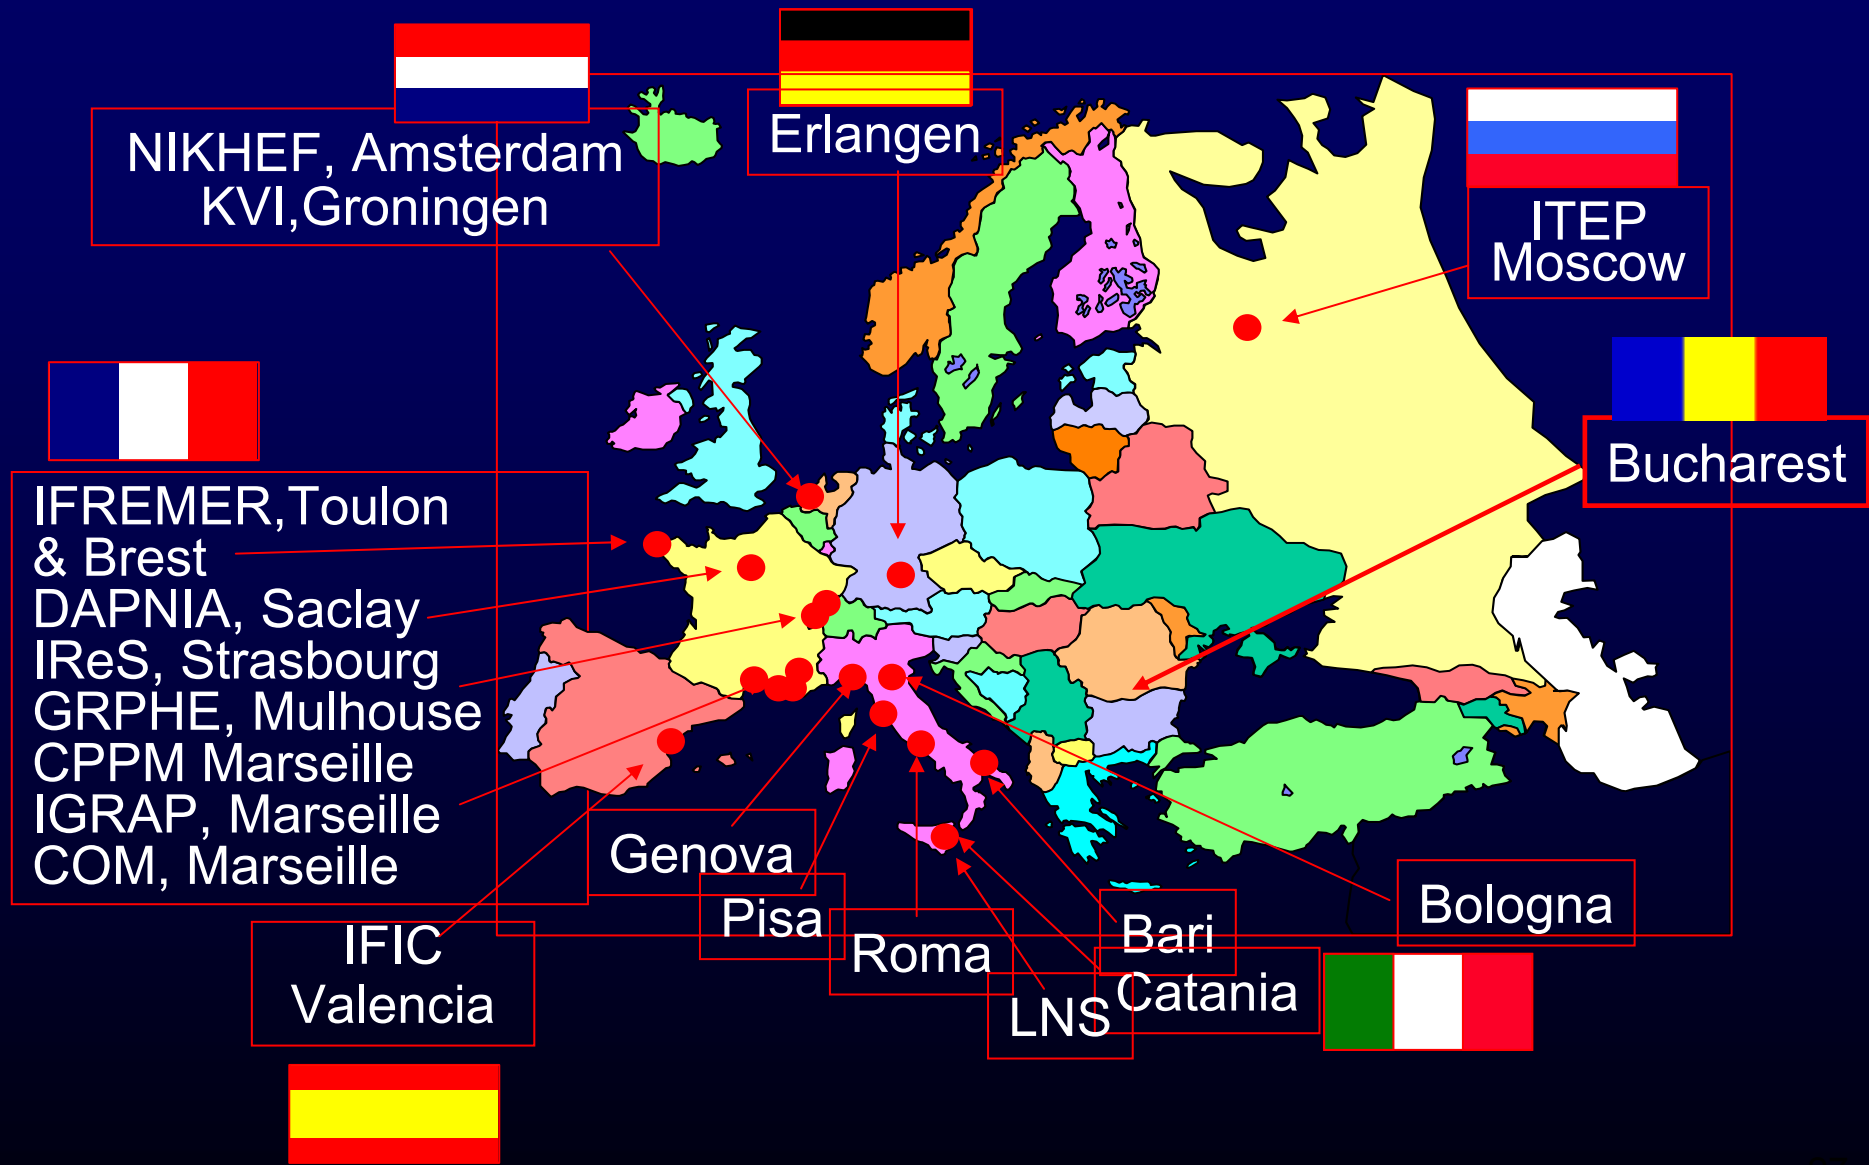 NIKHEF, Amsterdam
KVI,Groningen
Erlangen
ITEP
Moscow
Bucharest
IFREMER,Toulon
& Brest
DAPNIA, Saclay
IReS, Strasbourg
GRPHE, Mulhouse
CPPM Marseille
IGRAP, Marseille
COM, Marseille
IFIC
Valencia
Genova
Pisa
Roma
LNS
Bari
Catania
Bologna